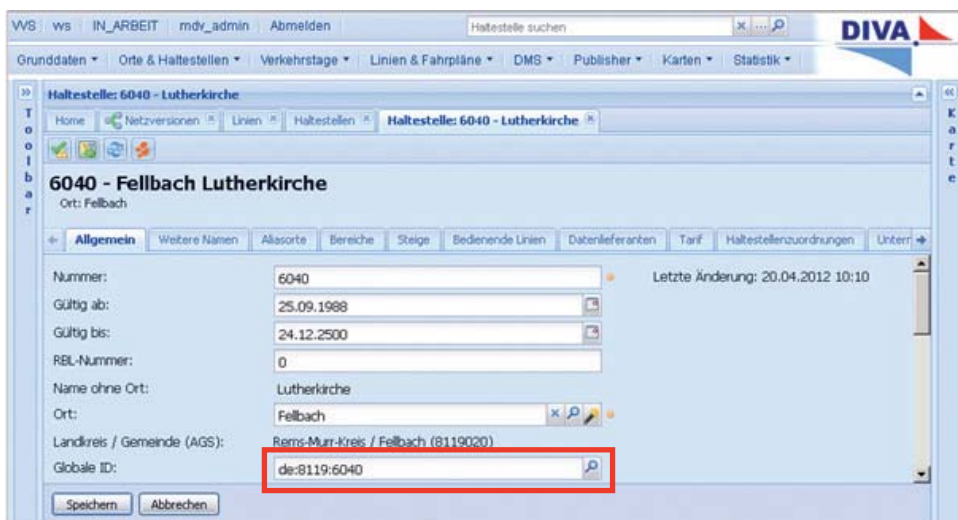 VVS ws IN_ARBEIT mdv_admin Abmelden Haltestelle suchen
DIVA
Grunddaten Orte & Haltestellen Verkehrstage Linien & Fahrpläne DMS Publisher Karten Statistik
Toolbar
Haltestelle: 6040 - Lutherkirche
Karte
Home Netzversionen Linien Haltestellen Haltestelle: 6040 - Lutherkirche
6040 - Fellbach Lutherkirche
Ort: Fellbach
Allgemein Weitere Namen Aliasorte Bereiche Steige Bedienende Linien Datenlieferanten Tarif Haltestellenzuordnungen Untern
Nummer: 6040 Letzte Änderung: 20.04.2012 10:10
Gültig ab: 25.09.1988
Gültig bis: 24.12.2500
RBL-Nummer: 0
Name ohne Ort: Lutherkirche
Ort: Fellbach
Landkreis / Gemeinde (AGS): Rems-Murr-Kreis / Fellbach (8119020)
Globale ID: de:8119:6040
Speichern Abbrechen